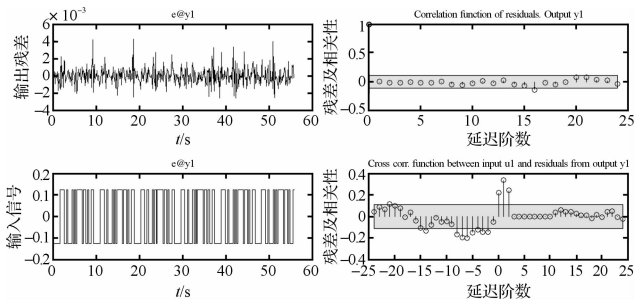 e@y1
×10⁻³
6
4
2
0
−2
−4
输出残差
0 10 20 30 40 50 60
t/s
Correlation function of residuals. Output y1
1
0.5
0
−0.5
残差及相关性
0 5 10 15 20 25
延迟阶数
e@y1
0.2
0.1
0
−0.1
−0.2
输入信号
0 10 20 30 40 50 60
t/s
Cross corr. function between input u1 and residuals from output y1
0.4
0.2
0
−0.2
−0.4
残差及相关性
−25 −20 −15 −10 −5 0 5 10 15 20 25
延迟阶数